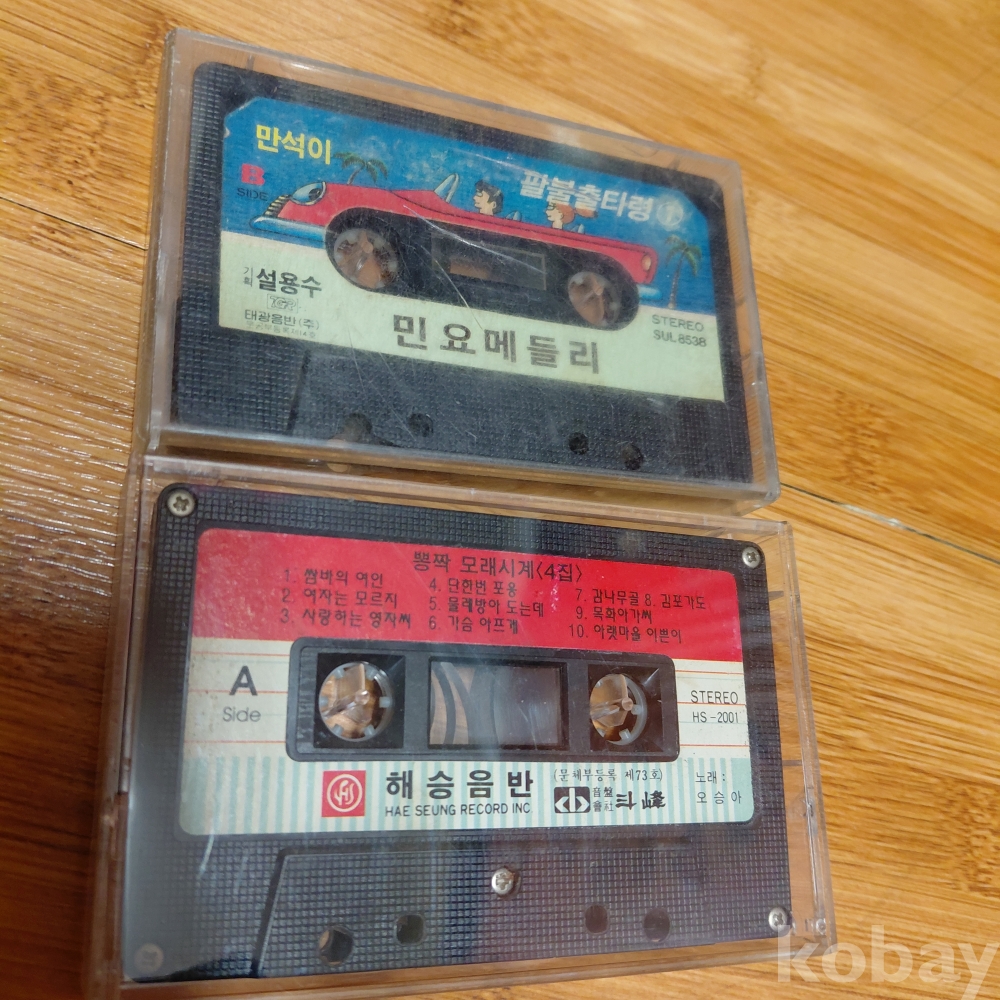 만석이
팔불출타령 1
B
SIDE
기획 설용수
태광음반(주)
STEREO
SUL 853B
민요메들리
뽕짝 모래시계〈4집〉
1. 쌈바의 여인
2. 여자는 모르지
3. 사랑하는 영자씨
4. 단한번 포옹
5. 물레방아 도는데
6. 가슴 아프게
7. 감나무골 8. 김포가도
9. 목화아가씨
10. 아랫마을 이쁜이
A
Side
STEREO
HS-2001
해승음반
HAE SEUNG RECORD INC.
(문체부등록 제73호)
音盤
會社
노래:
오승아
kobay